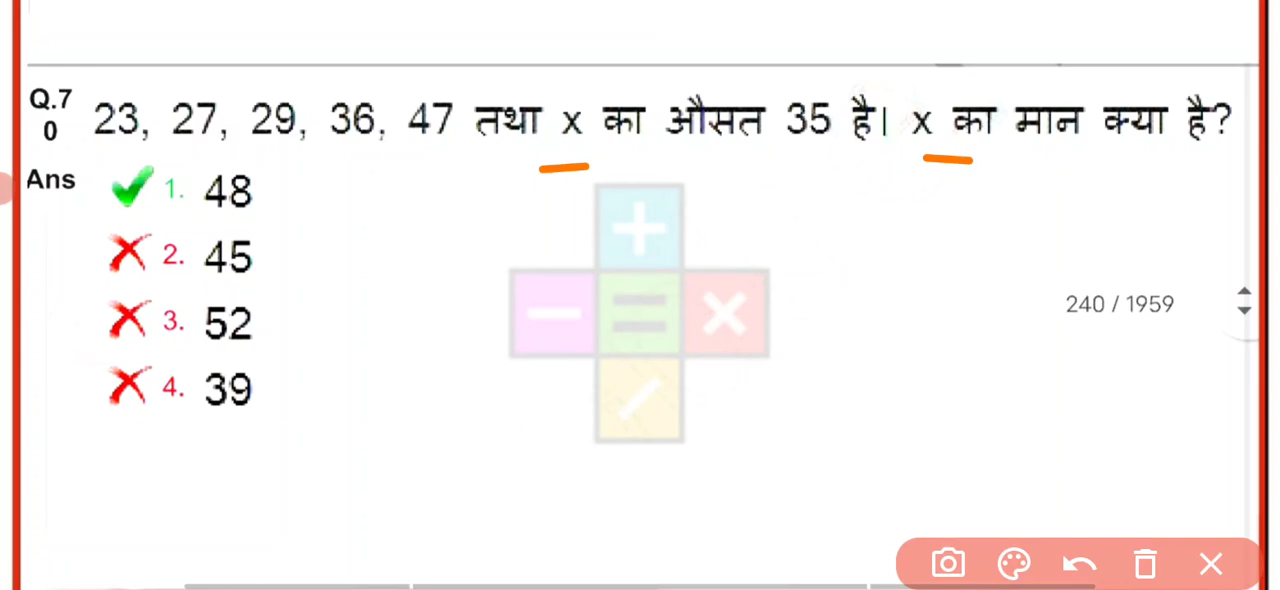 Q.70 23, 27, 29, 36, 47 तथा x का औसत 35 है। x का मान क्या है?
Ans 1. 48
2. 45
3. 52
4. 39
240 / 1959